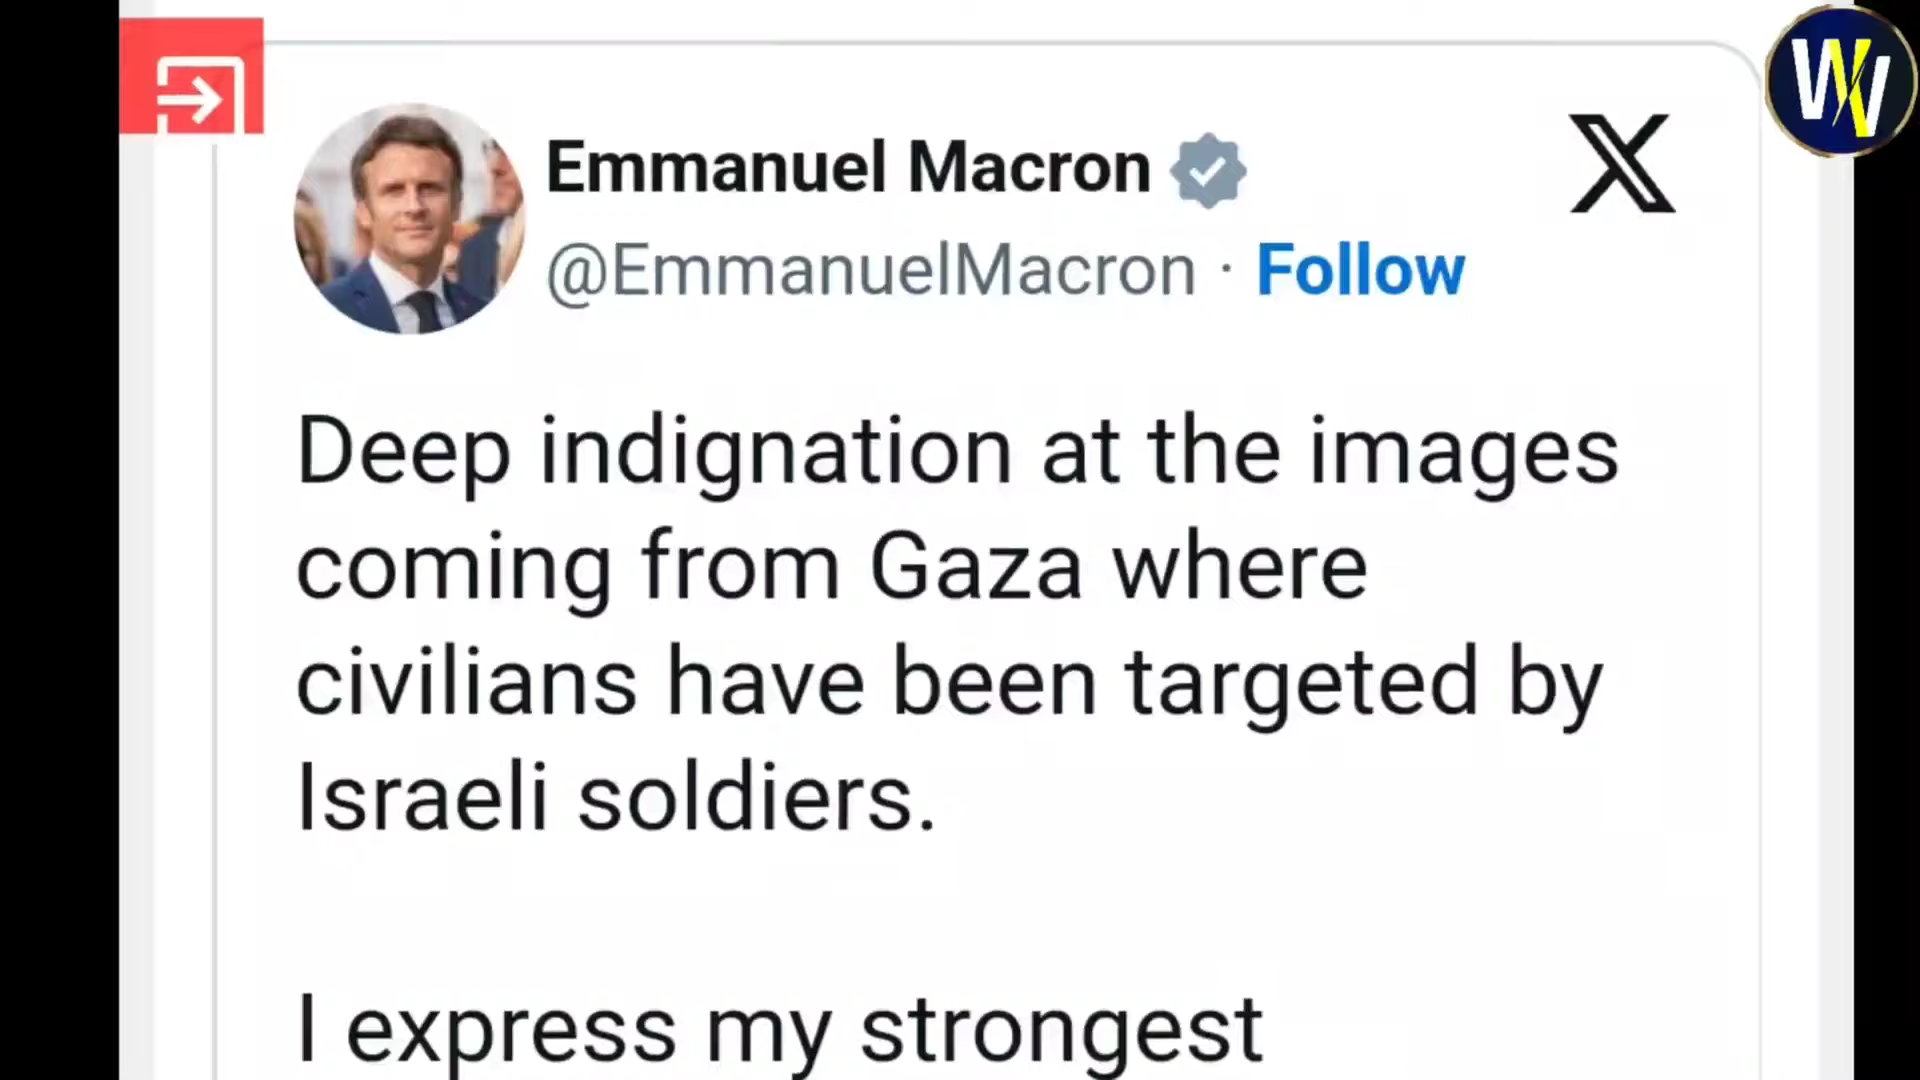 Emmanuel Macron
@EmmanuelMacron · Follow
Deep indignation at the images
coming from Gaza where
civilians have been targeted by
Israeli soldiers.
I express my strongest